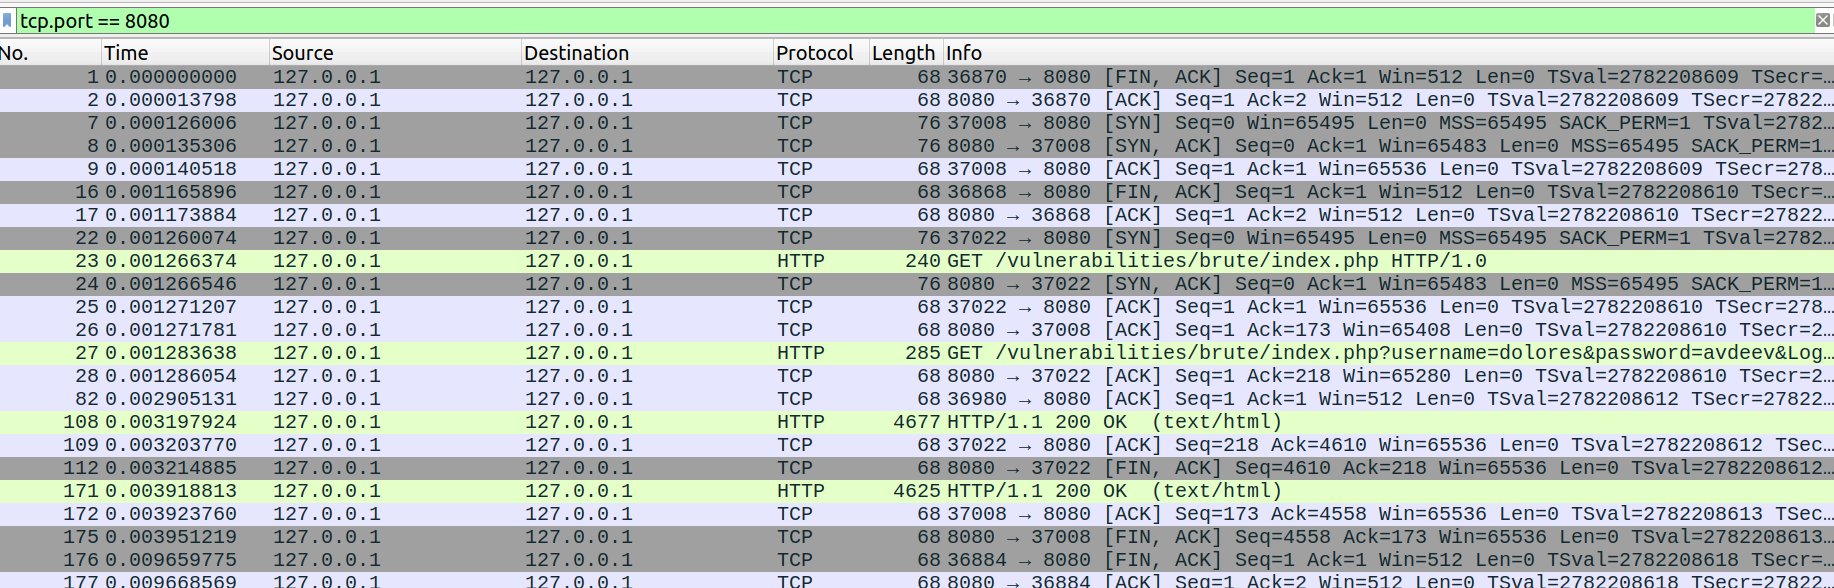 tcp.port == 8080
No. Time Source Destination Protocol Length Info
1 0.000000000 127.0.0.1 127.0.0.1 TCP 68 36870 → 8080 [FIN, ACK] Seq=1 Ack=1 Win=512 Len=0 TSval=2782208609 TSecr=…
2 0.000013798 127.0.0.1 127.0.0.1 TCP 68 8080 → 36870 [ACK] Seq=1 Ack=2 Win=512 Len=0 TSval=2782208609 TSecr=27822…
7 0.000126006 127.0.0.1 127.0.0.1 TCP 76 37008 → 8080 [SYN] Seq=0 Win=65495 Len=0 MSS=65495 SACK_PERM=1 TSval=2782…
8 0.000135306 127.0.0.1 127.0.0.1 TCP 76 8080 → 37008 [SYN, ACK] Seq=0 Ack=1 Win=65483 Len=0 MSS=65495 SACK_PERM=1…
9 0.000140518 127.0.0.1 127.0.0.1 TCP 68 37008 → 8080 [ACK] Seq=1 Ack=1 Win=65536 Len=0 TSval=2782208609 TSecr=278…
16 0.001165896 127.0.0.1 127.0.0.1 TCP 68 36868 → 8080 [FIN, ACK] Seq=1 Ack=1 Win=512 Len=0 TSval=2782208610 TSecr=…
17 0.001173884 127.0.0.1 127.0.0.1 TCP 68 8080 → 36868 [ACK] Seq=1 Ack=2 Win=512 Len=0 TSval=2782208610 TSecr=27822…
22 0.001260074 127.0.0.1 127.0.0.1 TCP 76 37022 → 8080 [SYN] Seq=0 Win=65495 Len=0 MSS=65495 SACK_PERM=1 TSval=2782…
23 0.001266374 127.0.0.1 127.0.0.1 HTTP 240 GET /vulnerabilities/brute/index.php HTTP/1.0
24 0.001266546 127.0.0.1 127.0.0.1 TCP 76 8080 → 37022 [SYN, ACK] Seq=0 Ack=1 Win=65483 Len=0 MSS=65495 SACK_PERM=1…
25 0.001271207 127.0.0.1 127.0.0.1 TCP 68 37022 → 8080 [ACK] Seq=1 Ack=1 Win=65536 Len=0 TSval=2782208610 TSecr=278…
26 0.001271781 127.0.0.1 127.0.0.1 TCP 68 8080 → 37008 [ACK] Seq=1 Ack=173 Win=65408 Len=0 TSval=2782208610 TSecr=2…
27 0.001283638 127.0.0.1 127.0.0.1 HTTP 285 GET /vulnerabilities/brute/index.php?username=dolores&password=avdeev&Log…
28 0.001286054 127.0.0.1 127.0.0.1 TCP 68 8080 → 37022 [ACK] Seq=1 Ack=218 Win=65280 Len=0 TSval=2782208610 TSecr=2…
82 0.002905131 127.0.0.1 127.0.0.1 TCP 68 36980 → 8080 [ACK] Seq=1 Ack=1 Win=512 Len=0 TSval=2782208612 TSecr=27822…
108 0.003197924 127.0.0.1 127.0.0.1 HTTP 4677 HTTP/1.1 200 OK (text/html)
109 0.003203770 127.0.0.1 127.0.0.1 TCP 68 37022 → 8080 [ACK] Seq=218 Ack=4610 Win=65536 Len=0 TSval=2782208612 TSec…
112 0.003214885 127.0.0.1 127.0.0.1 TCP 68 8080 → 37022 [FIN, ACK] Seq=4610 Ack=218 Win=65536 Len=0 TSval=2782208612…
171 0.003918813 127.0.0.1 127.0.0.1 HTTP 4625 HTTP/1.1 200 OK (text/html)
172 0.003923760 127.0.0.1 127.0.0.1 TCP 68 37008 → 8080 [ACK] Seq=173 Ack=4558 Win=65536 Len=0 TSval=2782208613 TSec…
175 0.003951219 127.0.0.1 127.0.0.1 TCP 68 8080 → 37008 [FIN, ACK] Seq=4558 Ack=173 Win=65536 Len=0 TSval=2782208613…
176 0.009659775 127.0.0.1 127.0.0.1 TCP 68 36884 → 8080 [FIN, ACK] Seq=1 Ack=1 Win=512 Len=0 TSval=2782208618 TSecr=…
177 0.009668569 127.0.0.1 127.0.0.1 TCP 68 8080 → 36884 [ACK] Seq=1 Ack=2 Win=512 Len=0 TSval=2782208618 TSecr=27822…